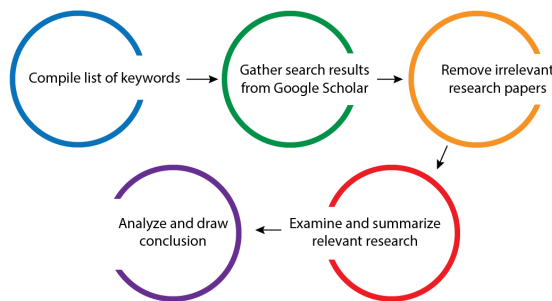 Compile list of keywords
Gather search results
from Google Scholar
Remove irrelevant
research papers
Examine and summarize
relevant research
Analyze and draw
conclusion